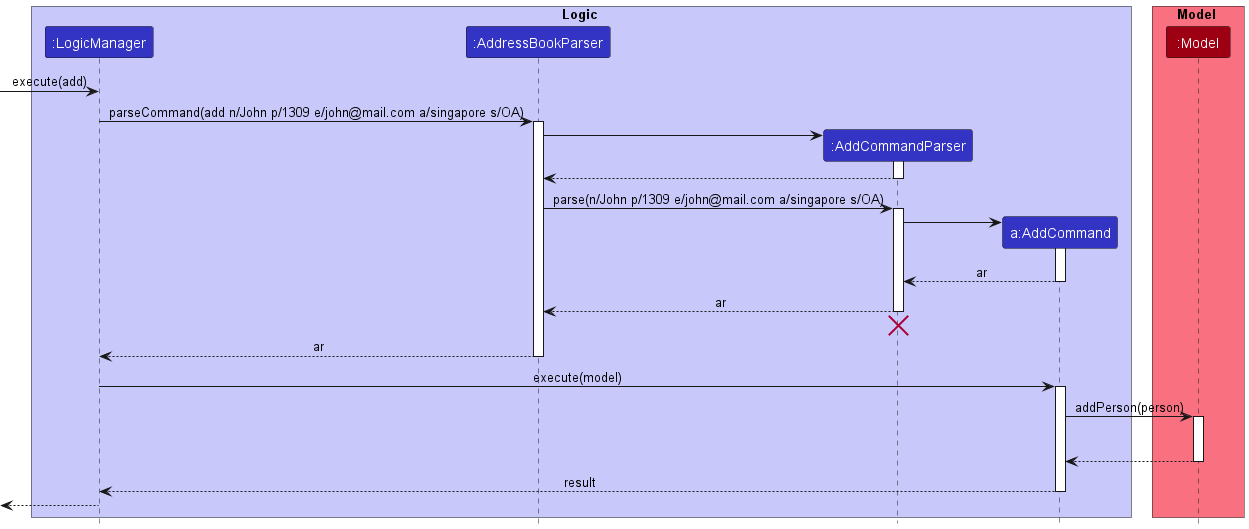 Logic
Model
:LogicManager
:AddressBookParser
:Model
execute(add)
parseCommand(add n/John p/1309 e/john@mail.com a/singapore s/OA)
:AddCommandParser
parse(n/John p/1309 e/john@mail.com a/singapore s/OA)
a:AddCommand
ar
ar
ar
execute(model)
addPerson(person)
result